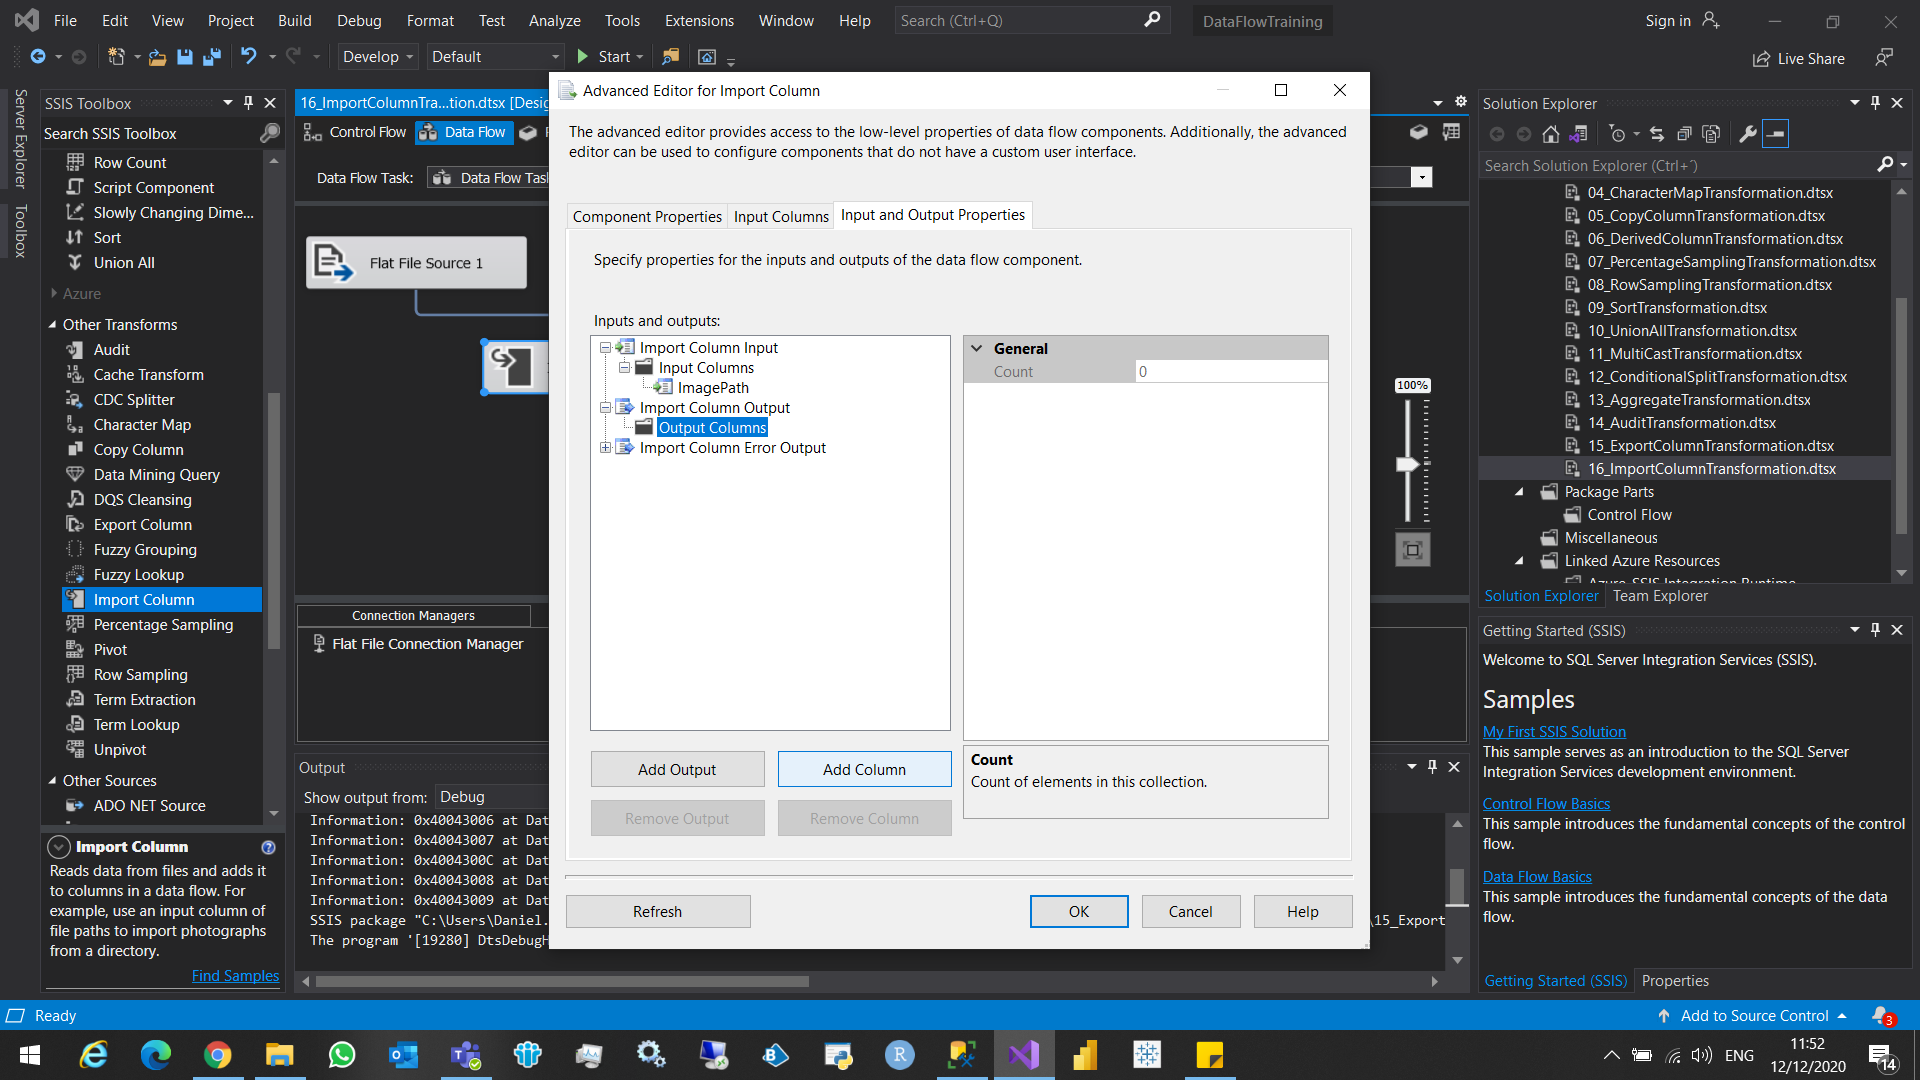 File Edit View Project Build Debug Format Test Analyze Tools Extensions Window Help Search (Ctrl+Q) DataFlowTraining Sign in
Develop Default Start Live Share
Server Explorer
Toolbox
SSIS Toolbox
Search SSIS Toolbox
Row Count
Script Component
Slowly Changing Dime...
Sort
Union All
Azure
Other Transforms
Audit
Cache Transform
CDC Splitter
Character Map
Copy Column
Data Mining Query
DQS Cleansing
Export Column
Fuzzy Grouping
Fuzzy Lookup
Import Column
Percentage Sampling
Pivot
Row Sampling
Term Extraction
Term Lookup
Unpivot
Other Sources
ADO NET Source
Import Column
Reads data from files and adds it
to columns in a data flow. For
example, use an input column of
file paths to import photographs
from a directory.
Find Samples
16_ImportColumnTra...tion.dtsx [Desig
Control Flow Data Flow
Data Flow Task: Data Flow Task
Flat File Source 1
100%
Connection Managers
Flat File Connection Manager
Output
Show output from: Debug
Information: 0x40043006 at Dat
Information: 0x40043007 at Dat
Information: 0x4004300C at Dat
Information: 0x40043008 at Dat
Information: 0x40043009 at Dat
SSIS package "C:\Users\Daniel. \15_Export
The program '[19280] DtsDebugH
Advanced Editor for Import Column
The advanced editor provides access to the low-level properties of data flow components. Additionally, the advanced
editor can be used to configure components that do not have a custom user interface.
Component Properties Input Columns Input and Output Properties
Specify properties for the inputs and outputs of the data flow component.
Inputs and outputs:
Import Column Input
Input Columns
ImagePath
Import Column Output
Output Columns
Import Column Error Output
General
Count 0
Count
Count of elements in this collection.
Add Output Add Column
Remove Output Remove Column
Refresh OK Cancel Help
Solution Explorer
Search Solution Explorer (Ctrl+¨)
04_CharacterMapTransformation.dtsx
05_CopyColumnTransformation.dtsx
06_DerivedColumnTransformation.dtsx
07_PercentageSamplingTransformation.dtsx
08_RowSamplingTransformation.dtsx
09_SortTransformation.dtsx
10_UnionAllTransformation.dtsx
11_MultiCastTransformation.dtsx
12_ConditionalSplitTransformation.dtsx
13_AggregateTransformation.dtsx
14_AuditTransformation.dtsx
15_ExportColumnTransformation.dtsx
16_ImportColumnTransformation.dtsx
Package Parts
Control Flow
Miscellaneous
Linked Azure Resources
Azure-SSIS Integration Runtime
Solution Explorer Team Explorer
Getting Started (SSIS)
Welcome to SQL Server Integration Services (SSIS).
Samples
My First SSIS Solution
This sample serves as an introduction to the SQL Server
Integration Services development environment.
Control Flow Basics
This sample introduces the fundamental concepts of the control
flow.
Data Flow Basics
This sample introduces the fundamental concepts of the data
flow.
Getting Started (SSIS) Properties
Ready Add to Source Control 3
ENG 11:52
12/12/2020 14